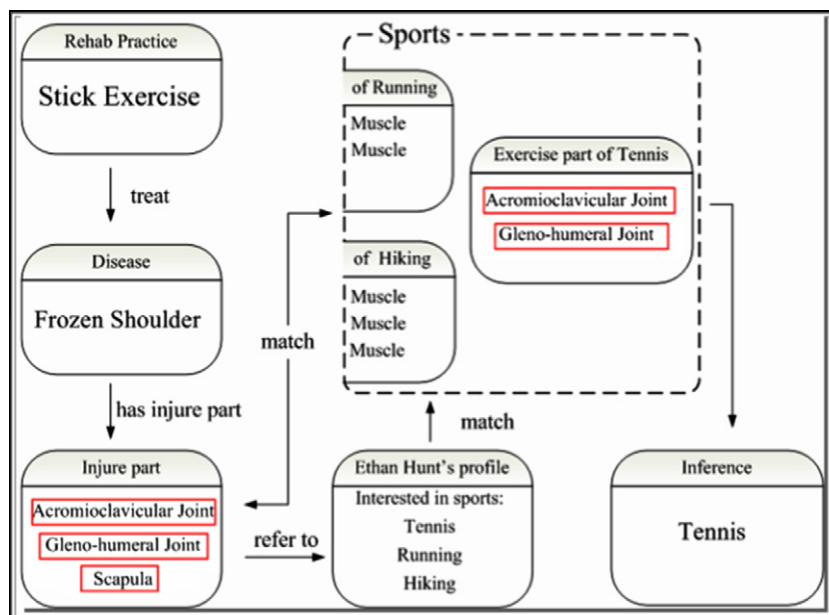 Rehab Practice
Stick Exercise
treat
Disease
Frozen Shoulder
has injure part
Injure part
Acromioclavicular Joint
Gleno-humeral Joint
Scapula
match
refer to
Sports
of Running
Muscle
Muscle
of Hiking
Muscle
Muscle
Muscle
Exercise part of Tennis
Acromioclavicular Joint
Gleno-humeral Joint
match
Ethan Hunt's profile
Interested in sports:
Tennis
Running
Hiking
Inference
Tennis